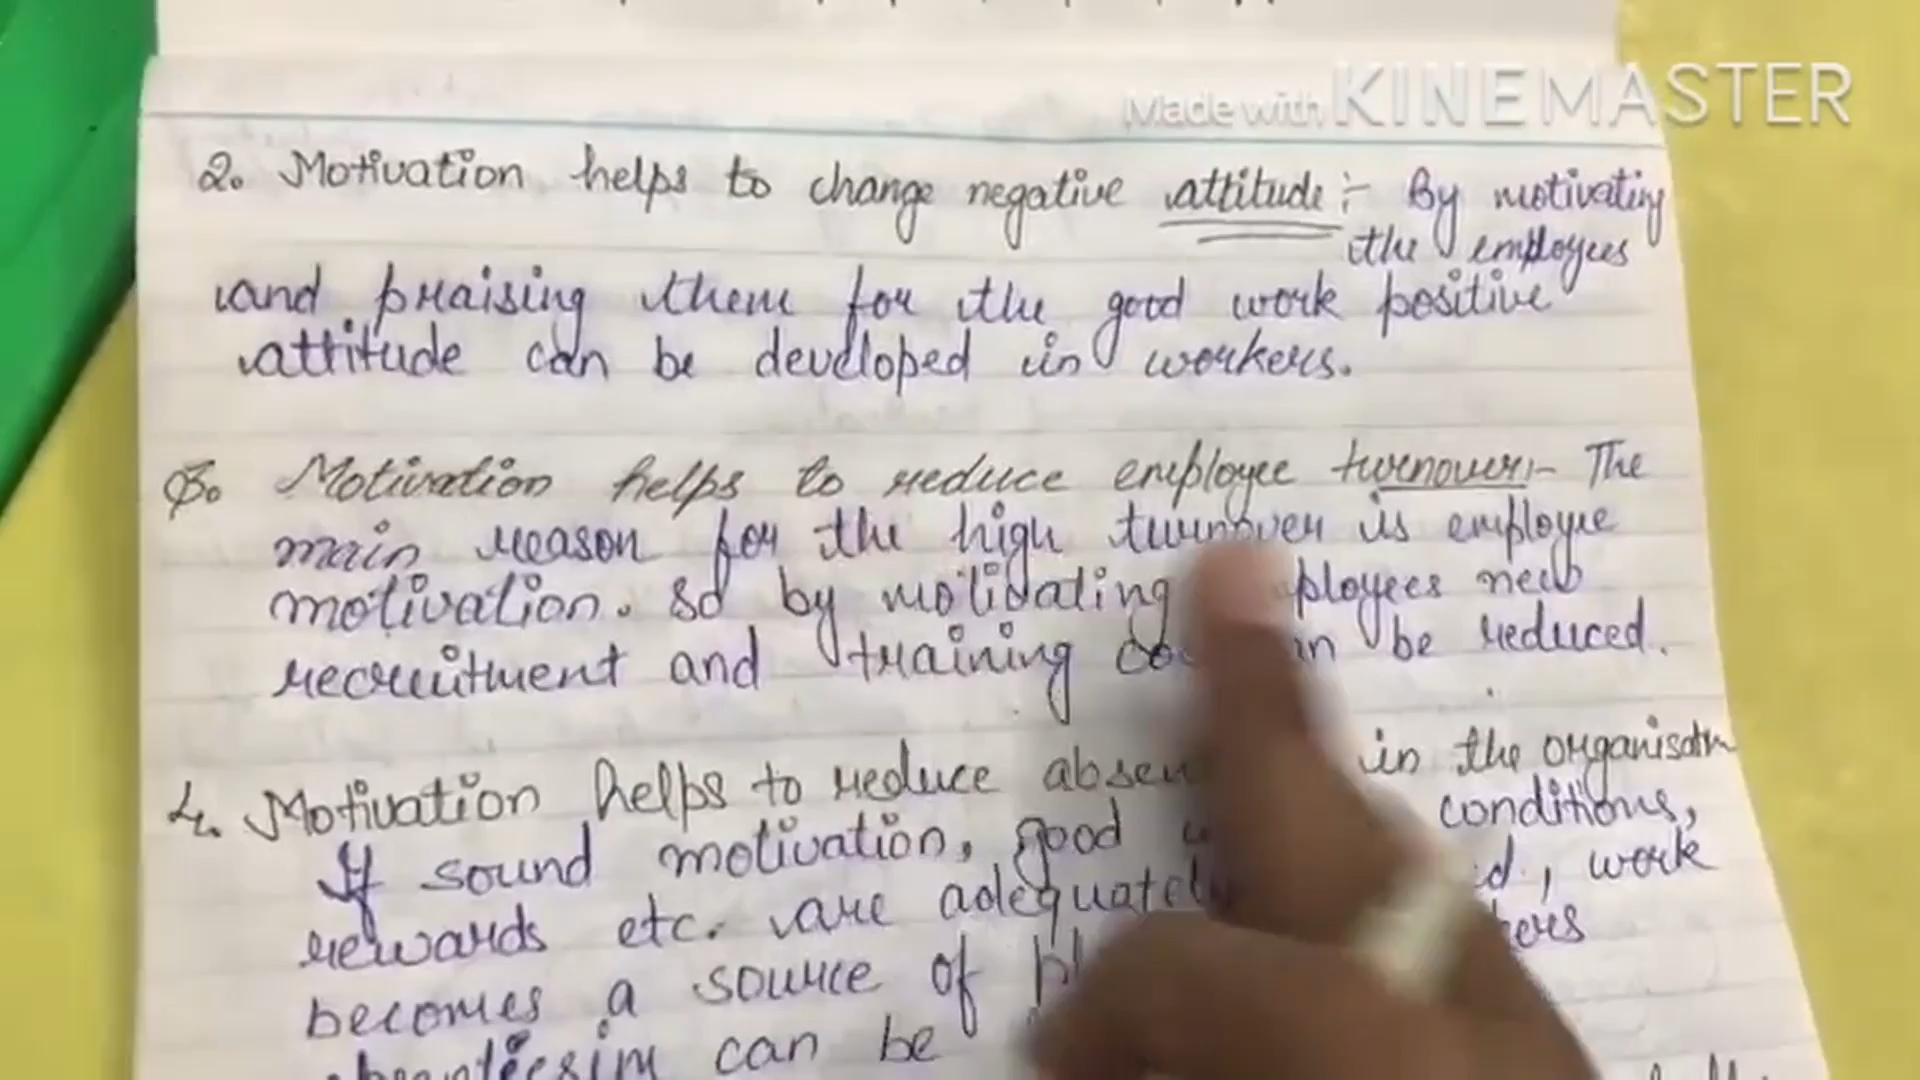 Made with KINEMASTER
2. Motivation helps to change negative attitude :- By motivating
the employees
and praising them for the good work positive
attitude can be developed in workers.
3. Motivation helps to reduce employee turnover:- The
main reason for the high turnover is employee
motivation. So by motivating employees new
recruitment and training in be reduced.
4. Motivation helps to reduce in the organisatn
If sound motivation, good conditions,
rewards etc. are adequately , work
becomes a source of
can be